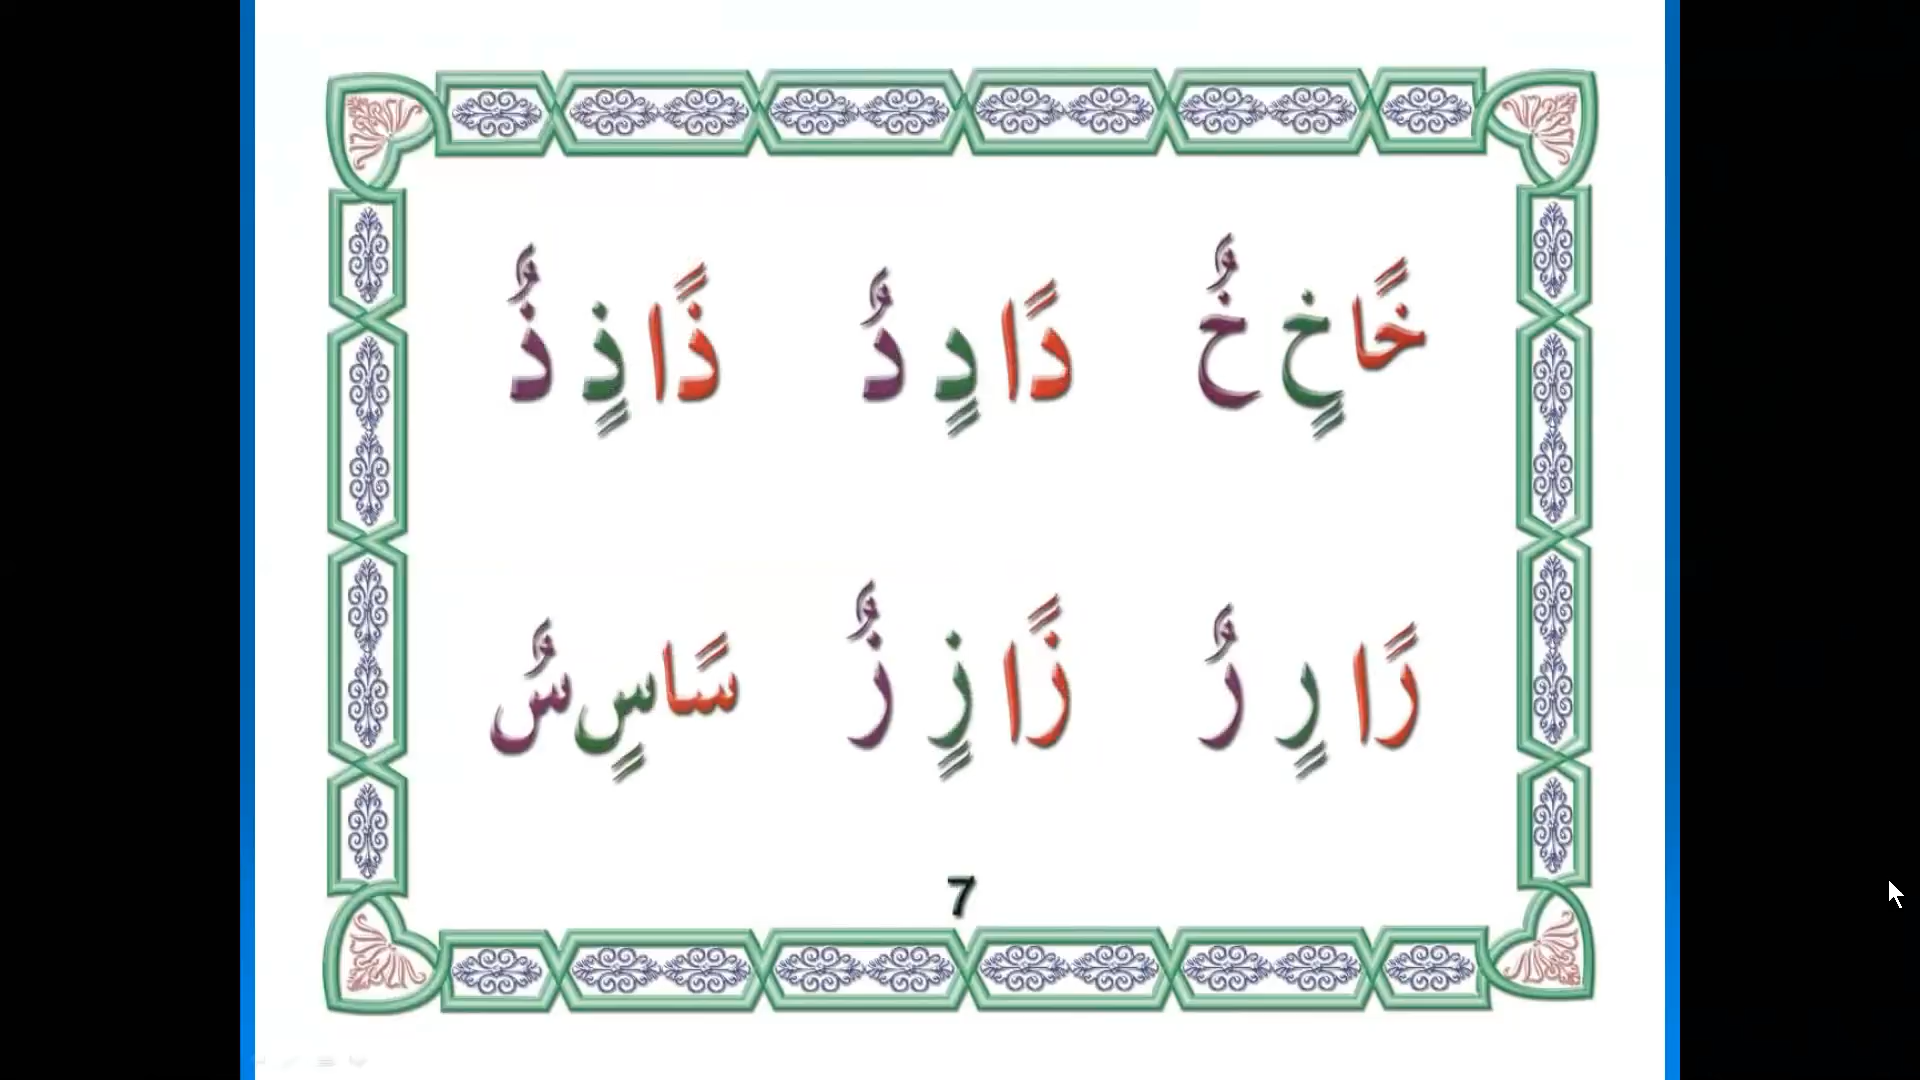 خًا خٍ خٌ دًا دٍ دٌ ذًا ذٍ ذٌ
رًا رٍ رٌ زًا زٍ زٌ سًا سٍ سٌ
7